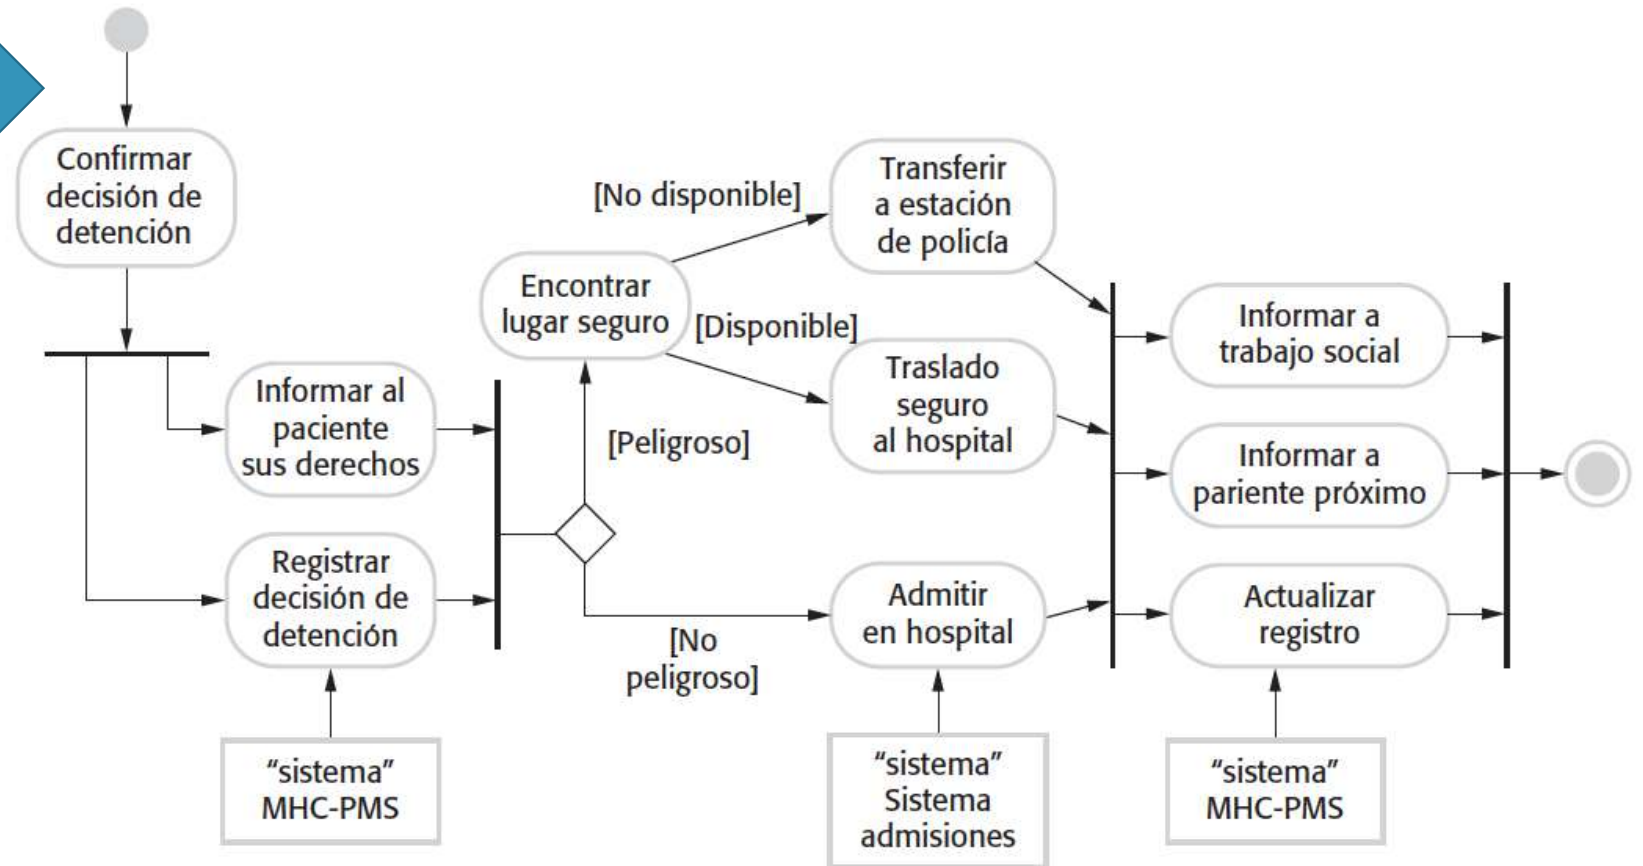 Confirmar
decisión de
detención
Informar al
paciente
sus derechos
Registrar
decisión de
detención
“sistema”
MHC-PMS
Encontrar
lugar seguro
[No disponible]
[Disponible]
[Peligroso]
[No
peligroso]
Transferir
a estación
de policía
Traslado
seguro
al hospital
Admitir
en hospital
“sistema”
Sistema
admisiones
Informar a
trabajo social
Informar a
pariente próximo
Actualizar
registro
“sistema”
MHC-PMS